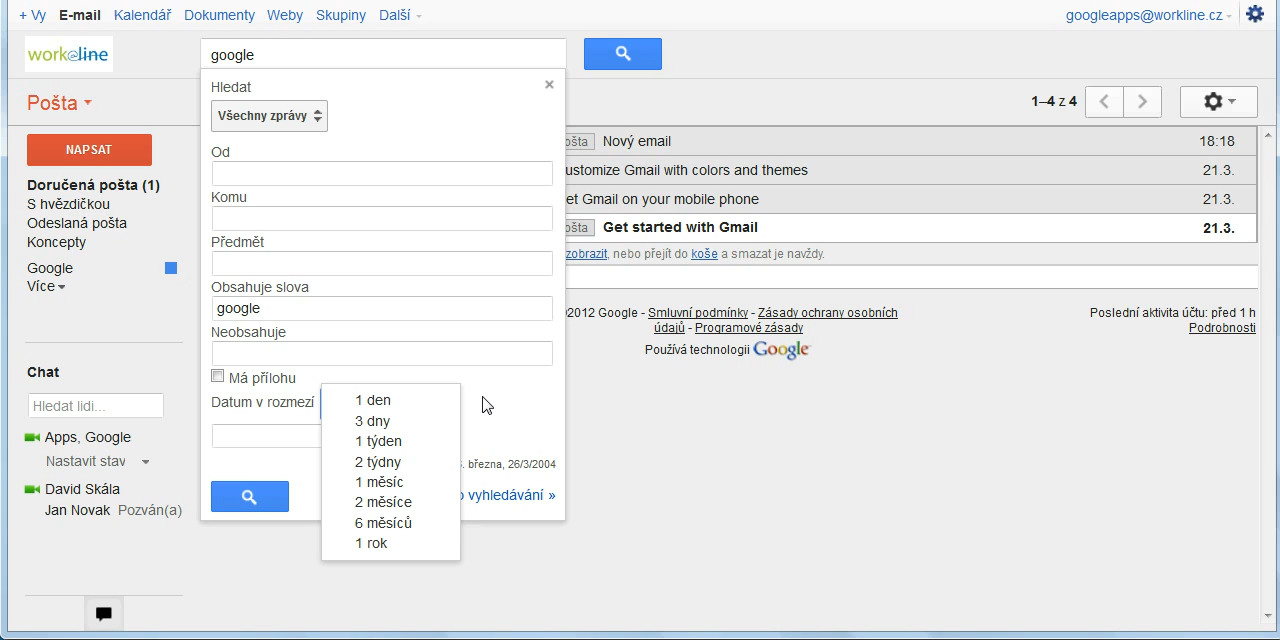 + Vy E-mail Kalendář Dokumenty Weby Skupiny Další googleapps@workline.cz
work@line google
Pošta 1–4 z 4
NAPSAT
Doručená pošta (1)
S hvězdičkou
Odeslaná pošta
Koncepty
Google
Více
Chat
Hledat lidi...
Apps, Google
Nastavit stav
David Skála
Jan Novak Pozván(a)
Hledat
Všechny zprávy
Od
Komu
Předmět
Obsahuje slova
google
Neobsahuje
Má přílohu
Datum v rozmezí
1 den
3 dny
1 týden
2 týdny
1 měsíc
2 měsíce
6 měsíců
1 rok
. března, 26/3/2004
vyhledávání »
ošta Nový email 18:18
ustomize Gmail with colors and themes 21.3.
et Gmail on your mobile phone 21.3.
ošta Get started with Gmail 21.3.
zobrazit, nebo přejít do koše a smazat je navždy.
2012 Google - Smluvní podmínky - Zásady ochrany osobních
údajů - Programové zásady
Používá technologii Google
Poslední aktivita účtu: před 1 h
Podrobnosti